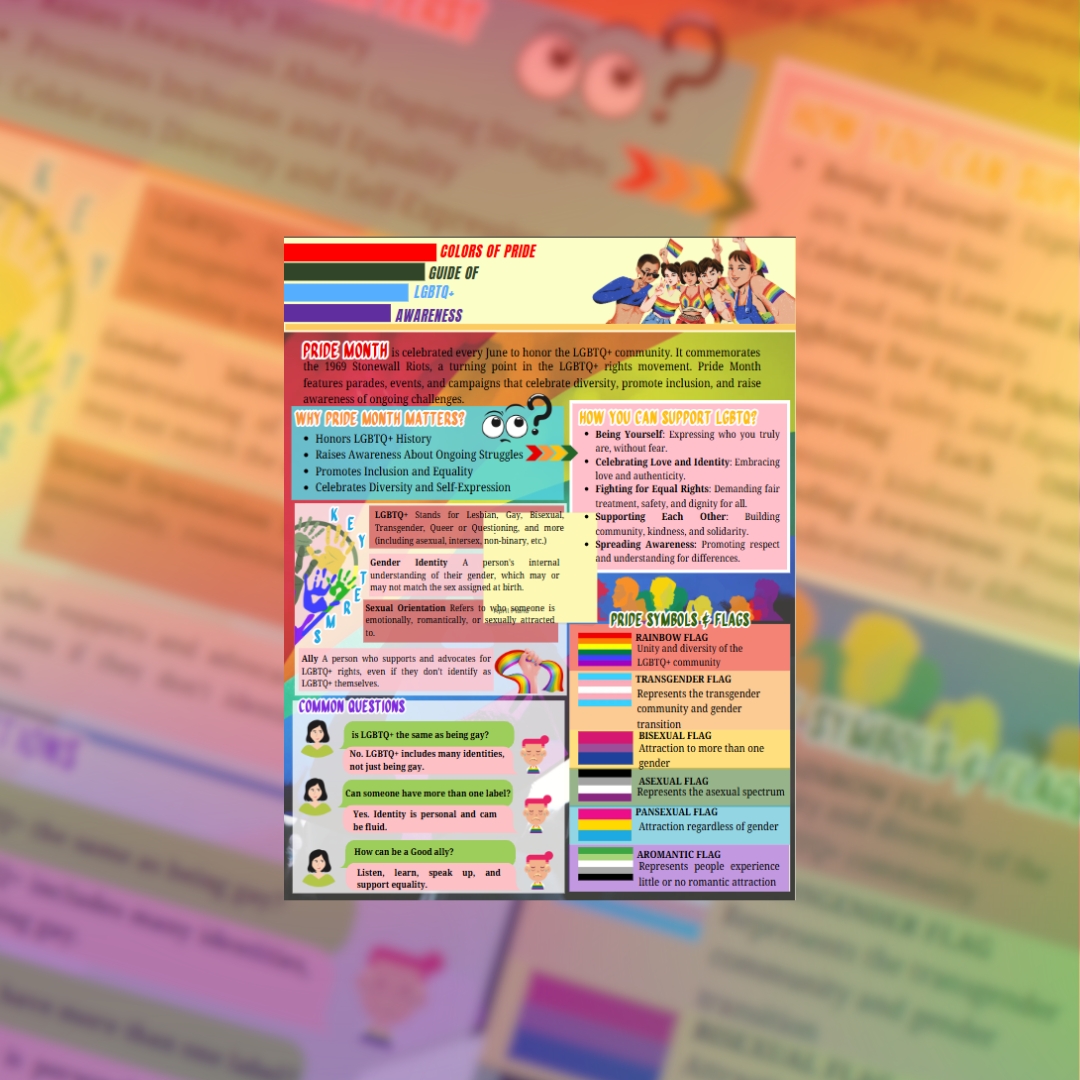 COLORS OF PRIDE
GUIDE OF
LGBTQ+
AWARENESS
PRIDE MONTH is celebrated every June to honor the LGBTQ+ community. It commemorates
the 1969 Stonewall Riots, a turning point in the LGBTQ+ rights movement. Pride Month
features parades, events, and campaigns that celebrate diversity, promote inclusion, and raise
awareness of ongoing challenges.
WHY PRIDE MONTH MATTERS?
• Honors LGBTQ+ History
• Raises Awareness About Ongoing Struggles
• Promotes Inclusion and Equality
• Celebrates Diversity and Self-Expression
HOW YOU CAN SUPPORT LGBTQ?
• Being Yourself: Expressing who you truly
are, without fear.
• Celebrating Love and Identity: Embracing
love and authenticity.
• Fighting for Equal Rights: Demanding fair
treatment, safety, and dignity for all.
• Supporting Each Other: Building
community, kindness, and solidarity.
• Spreading Awareness: Promoting respect
and understanding for differences.
KEY TERMS
LGBTQ+ Stands for Lesbian, Gay, Bisexual,
Transgender, Queer or Questioning, and more
(including asexual, intersex, non-binary, etc.)
Gender Identity A person's internal
understanding of their gender, which may or
may not match the sex assigned at birth.
Sexual Orientation Refers to who someone is
emotionally, romantically, or sexually attracted
to.
Ally A person who supports and advocates for
LGBTQ+ rights, even if they don't identify as
LGBTQ+ themselves.
COMMON QUESTIONS
is LGBTQ+ the same as being gay?
No. LGBTQ+ includes many identities,
not just being gay.
Can someone have more than one label?
Yes. Identity is personal and cam
be fluid.
How can be a Good ally?
Listen, learn, speak up, and
support equality.
PRIDE SYMBOLS & FLAGS
RAINBOW FLAG
Unity and diversity of the
LGBTQ+ community
TRANSGENDER FLAG
Represents the transgender
community and gender
transition
BISEXUAL FLAG
Attraction to more than one
gender
ASEXUAL FLAG
Represents the asexual spectrum
PANSEXUAL FLAG
Attraction regardless of gender
AROMANTIC FLAG
Represents people experience
little or no romantic attraction